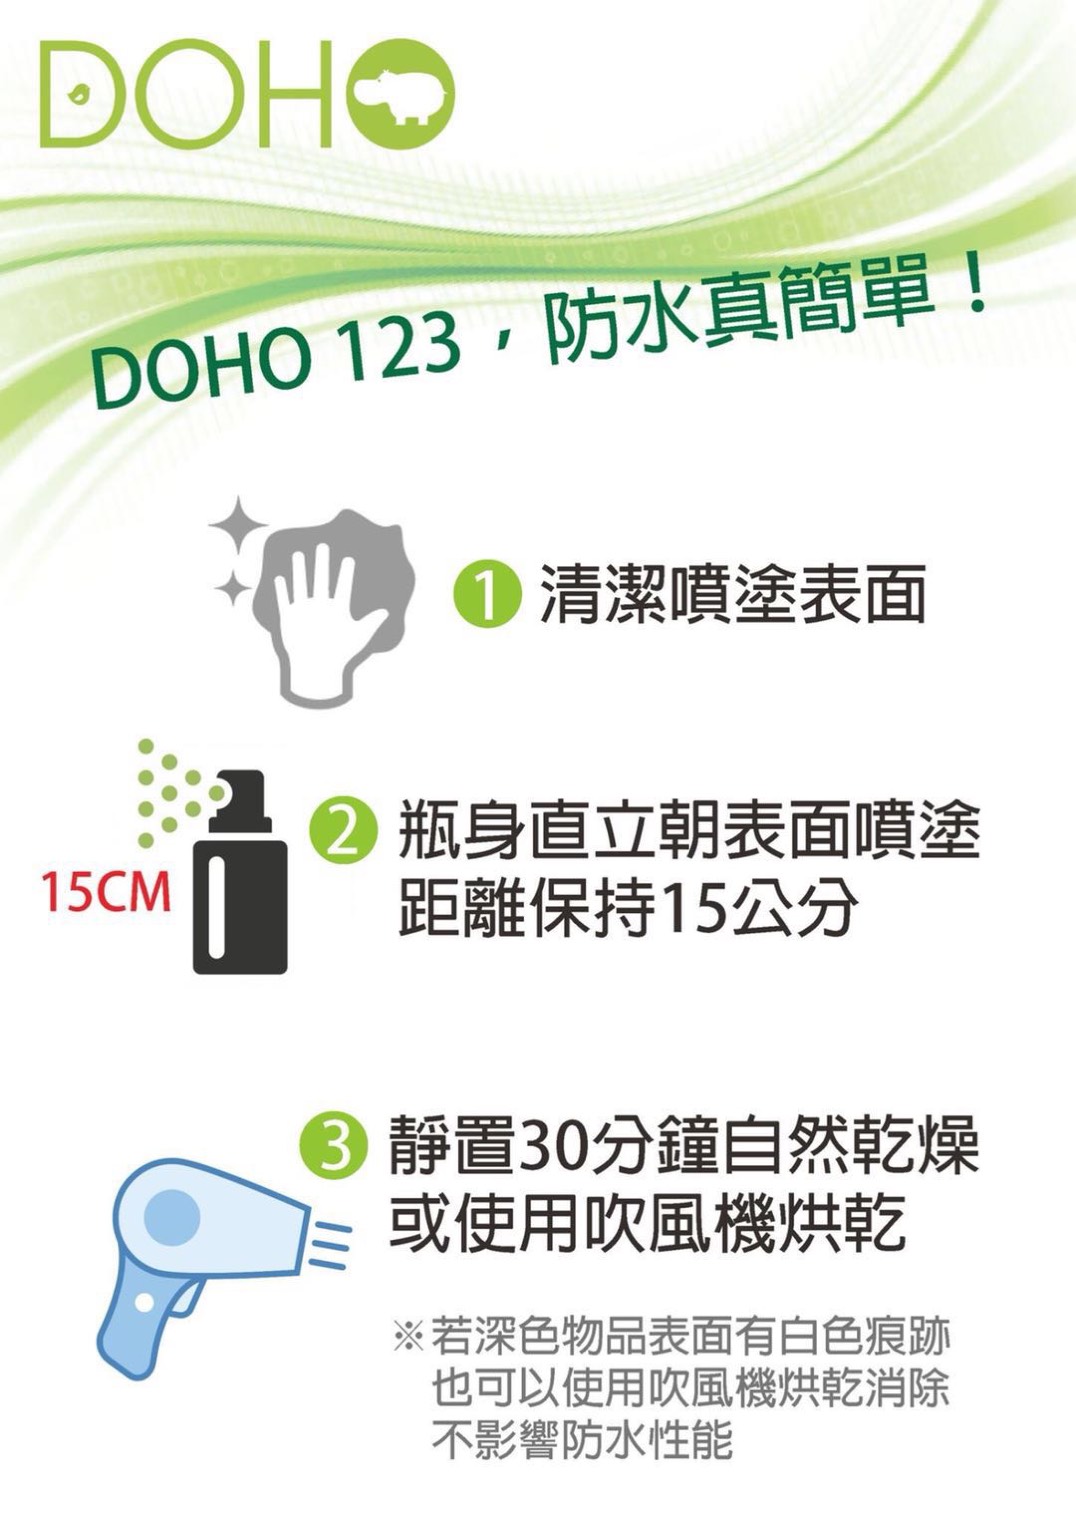 DOHO
DOHO 123，防水真簡單！
1 清潔噴塗表面
2 瓶身直立朝表面噴塗
距離保持15公分
15CM
3 靜置30分鐘自然乾燥
或使用吹風機烘乾
※若深色物品表面有白色痕跡
也可以使用吹風機烘乾消除
不影響防水性能